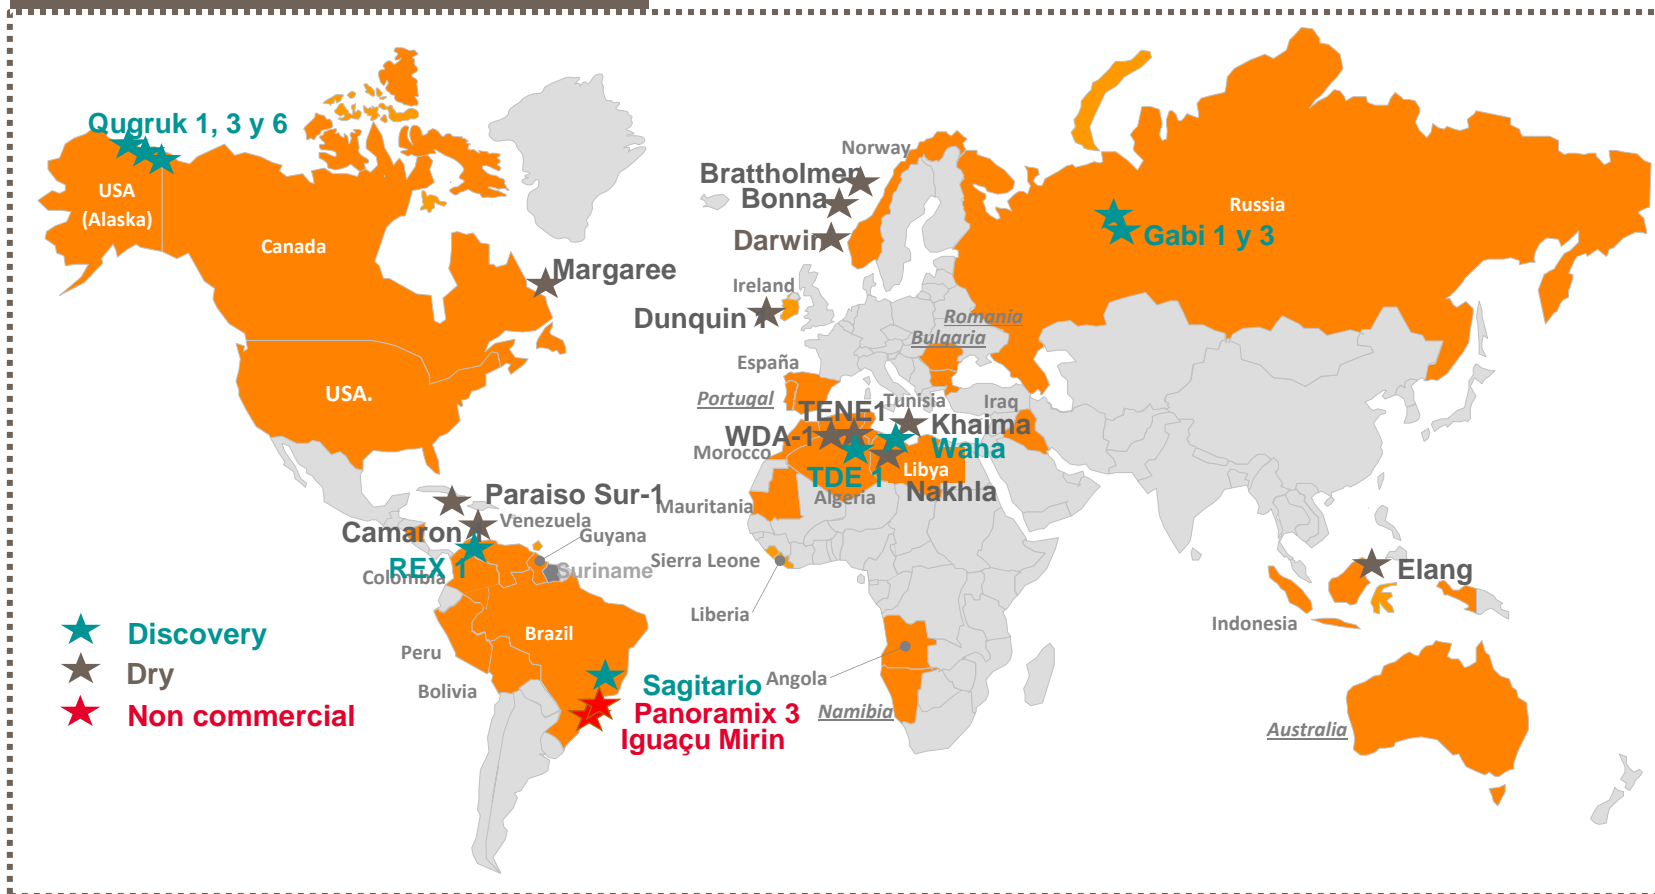 Qugruk 1, 3 y 6
USA
(Alaska)
Canada
Margaree
USA.
Norway
Brattholmen
Bonna
Darwin
Ireland
Dunquin 1
Russia
Gabi 1 y 3
Romania
Bulgaria
España
Portugal
Tunisia
Iraq
TENE1
Khaima
WDA-1
Waha
Morocco
Libya
TDE 1
Nakhla
Algeria
Mauritania
Paraiso Sur-1
Venezuela
Camaron 1
Guyana
REX 1
Suriname
Colombia
Sierra Leone
Liberia
Elang
Indonesia
Discovery
Dry
Non commercial
Brazil
Peru
Bolivia
Sagitario
Panoramix 3
Iguaçu Mirin
Angola
Namibia
Australia